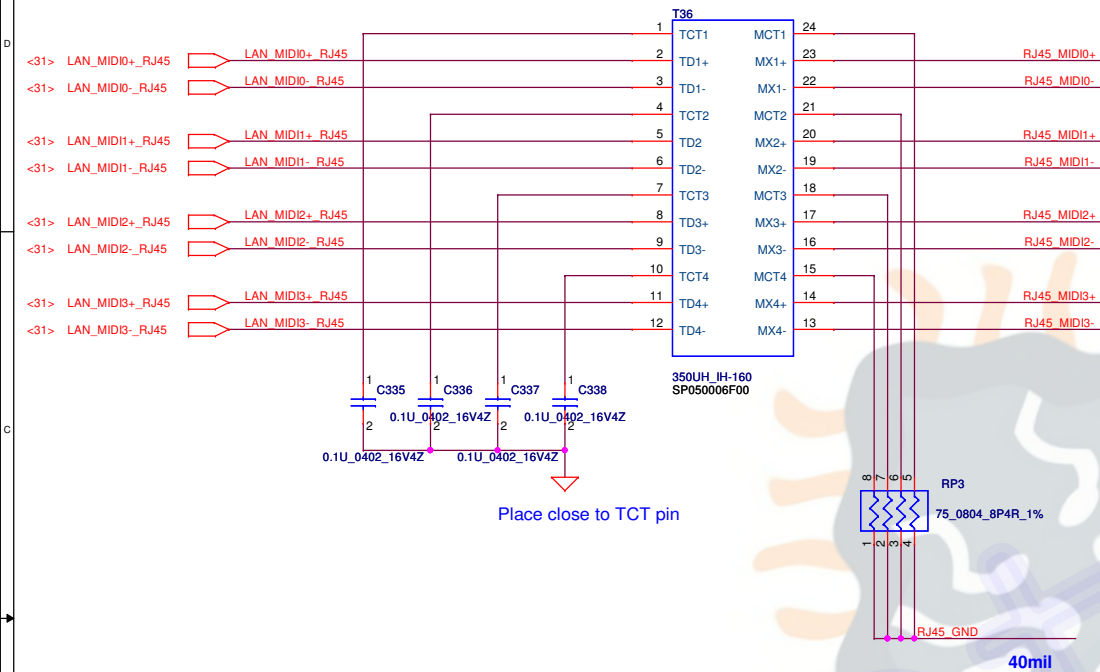 T36
D
1 TCT1 MCT1 24
<31> LAN_MIDI0+_RJ45 LAN_MIDI0+_RJ45 2 TD1+ MX1+ 23 RJ45_MIDI0+
<31> LAN_MIDI0-_RJ45 LAN_MIDI0-_RJ45 3 TD1- MX1- 22 RJ45_MIDI0-
4 TCT2 MCT2 21
<31> LAN_MIDI1+_RJ45 LAN_MIDI1+_RJ45 5 TD2 MX2+ 20 RJ45_MIDI1+
<31> LAN_MIDI1-_RJ45 LAN_MIDI1-_RJ45 6 TD2- MX2- 19 RJ45_MIDI1-
7 TCT3 MCT3 18
<31> LAN_MIDI2+_RJ45 LAN_MIDI2+_RJ45 8 TD3+ MX3+ 17 RJ45_MIDI2+
<31> LAN_MIDI2-_RJ45 LAN_MIDI2-_RJ45 9 TD3- MX3- 16 RJ45_MIDI2-
10 TCT4 MCT4 15
<31> LAN_MIDI3+_RJ45 LAN_MIDI3+_RJ45 11 TD4+ MX4+ 14 RJ45_MIDI3+
<31> LAN_MIDI3-_RJ45 LAN_MIDI3-_RJ45 12 TD4- MX4- 13 RJ45_MIDI3-
350UH_IH-160
SP050006F00
1 1 1 1
C335 C336 C337 C338
0.1U_0402_16V4Z 0.1U_0402_16V4Z
2 2 2 2
C
0.1U_0402_16V4Z 0.1U_0402_16V4Z
Place close to TCT pin
8 7 6 5
RP3
75_0804_8P4R_1%
1 2 3 4
RJ45_GND
40mil